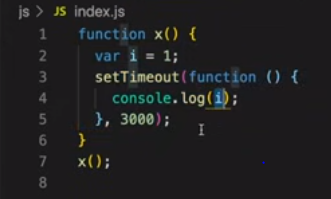 js > JS index.js
1 function x() {
2 var i = 1;
3 setTimeout(function () {
4 console.log(i);
5 }, 3000);
6 }
7 x();
8